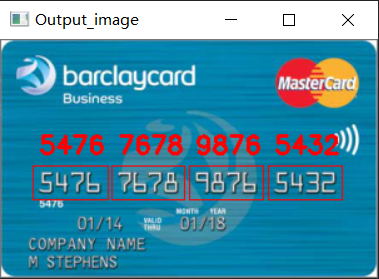 Output_image
barclaycard
Business
MasterCard
5476 7678 9876 5432
5476 7678 9876 5432
5476
MONTH YEAR
01/14 VALID THRU 01/18
COMPANY NAME
M STEPHENS